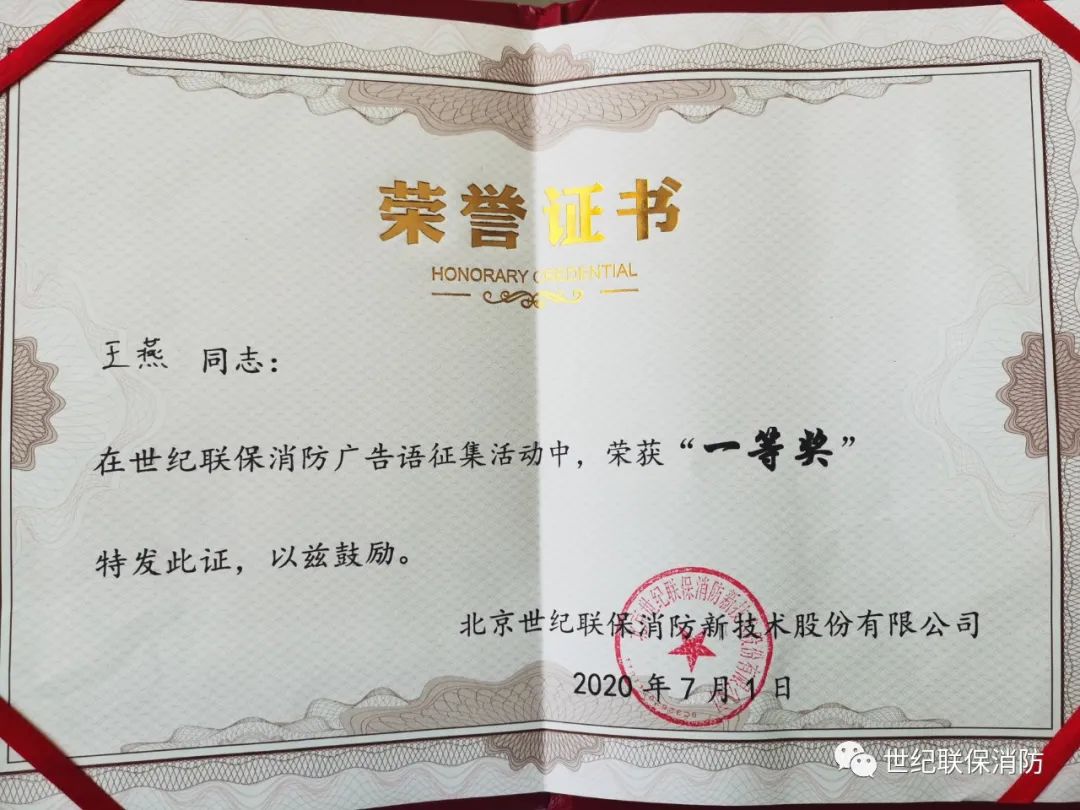 荣誉证书
HONORARY CREDENTIAL
王燕 同志：
在世纪联保消防广告语征集活动中，荣获“一等奖”
特发此证，以兹鼓励。
北京世纪联保消防新技术股份有限公司
2020年7月1日
世纪联保消防